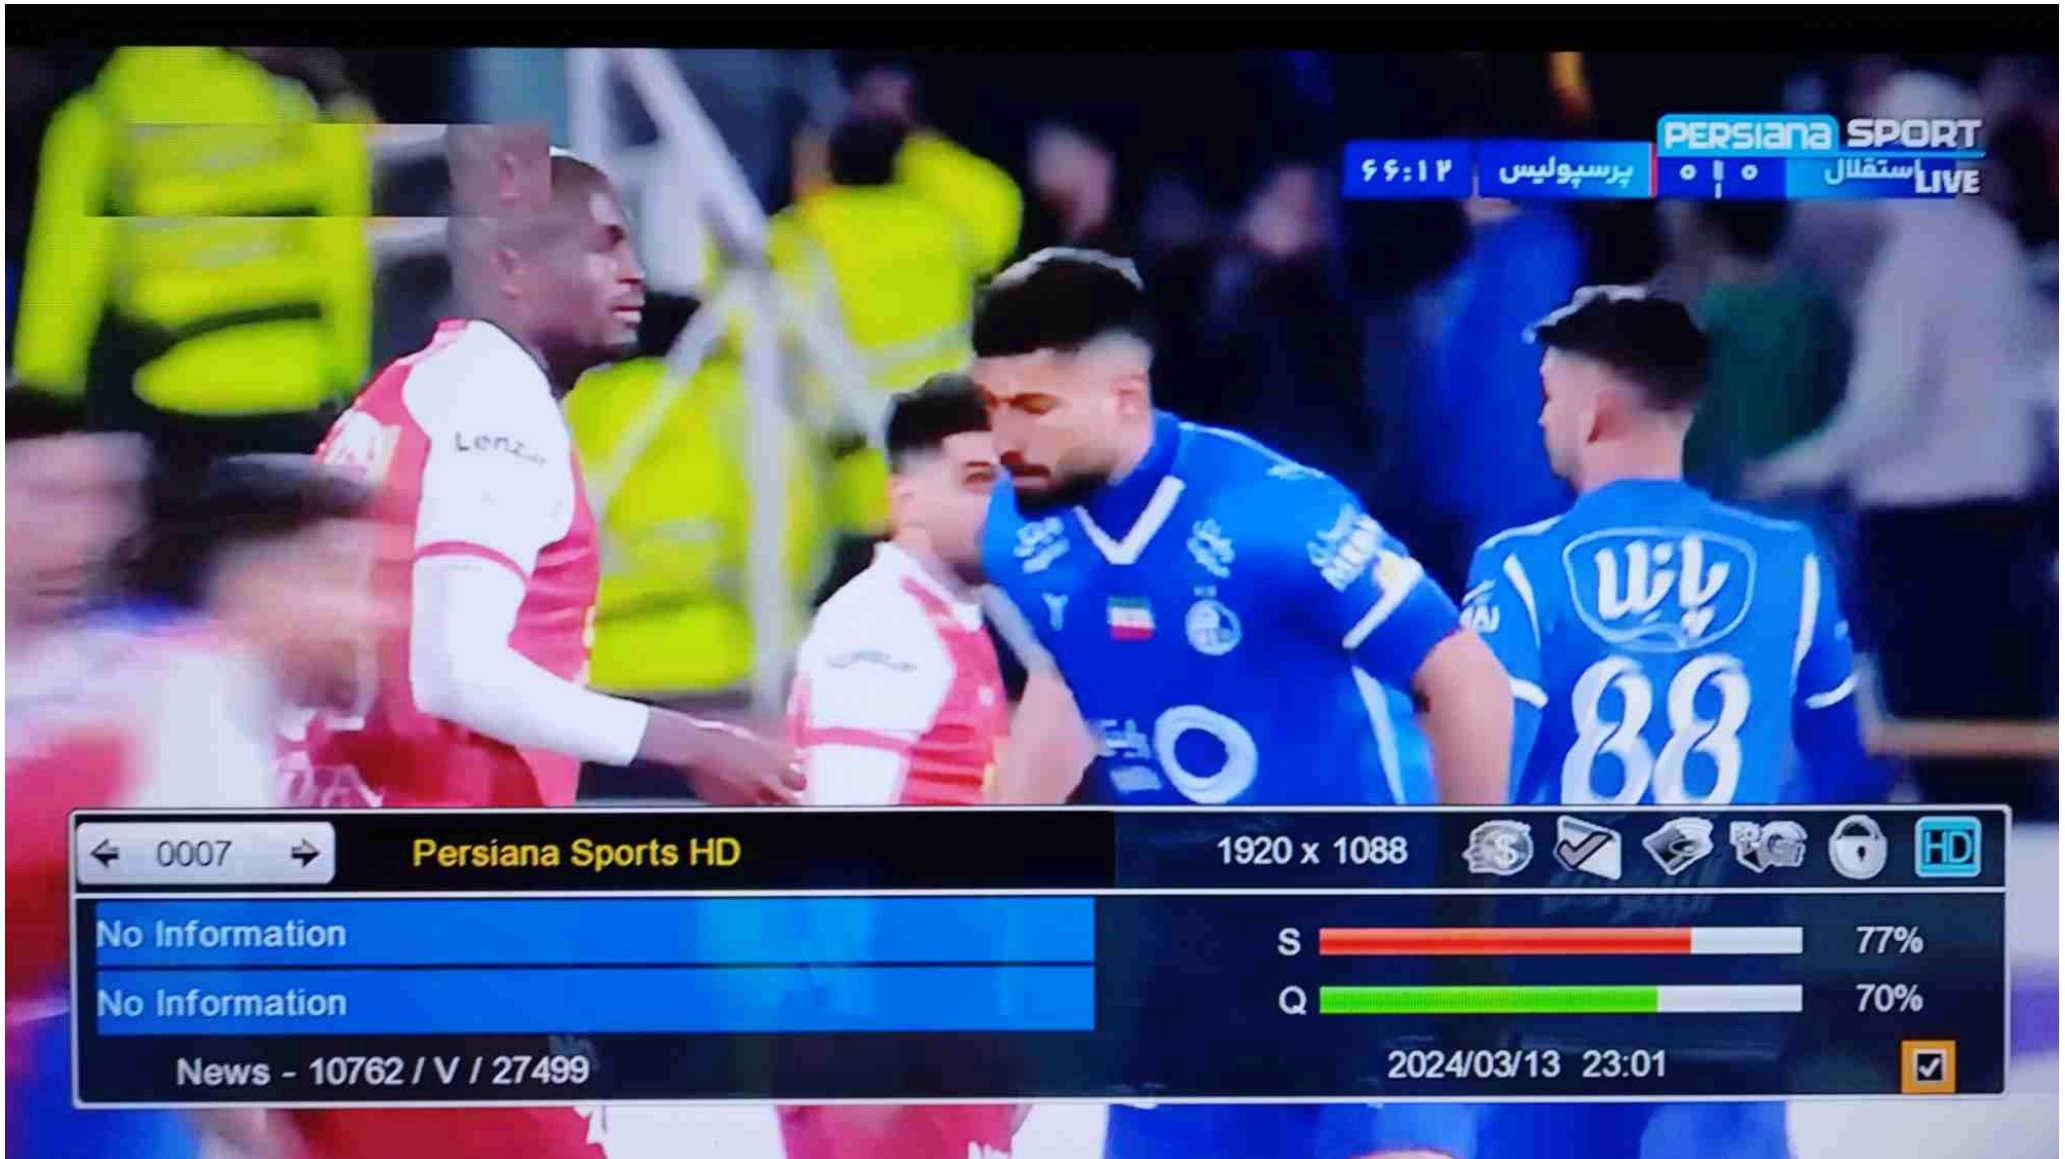 PERSIANA SPORT
۶۶:۱۲ پرسپولیس ۰ ۰ استقلال
LIVE
Lenz
پاندا
88
0007
Persiana Sports HD
1920 x 1088
HD
No Information
S 77%
No Information
Q 70%
News - 10762 / V / 27499
2024/03/13 23:01